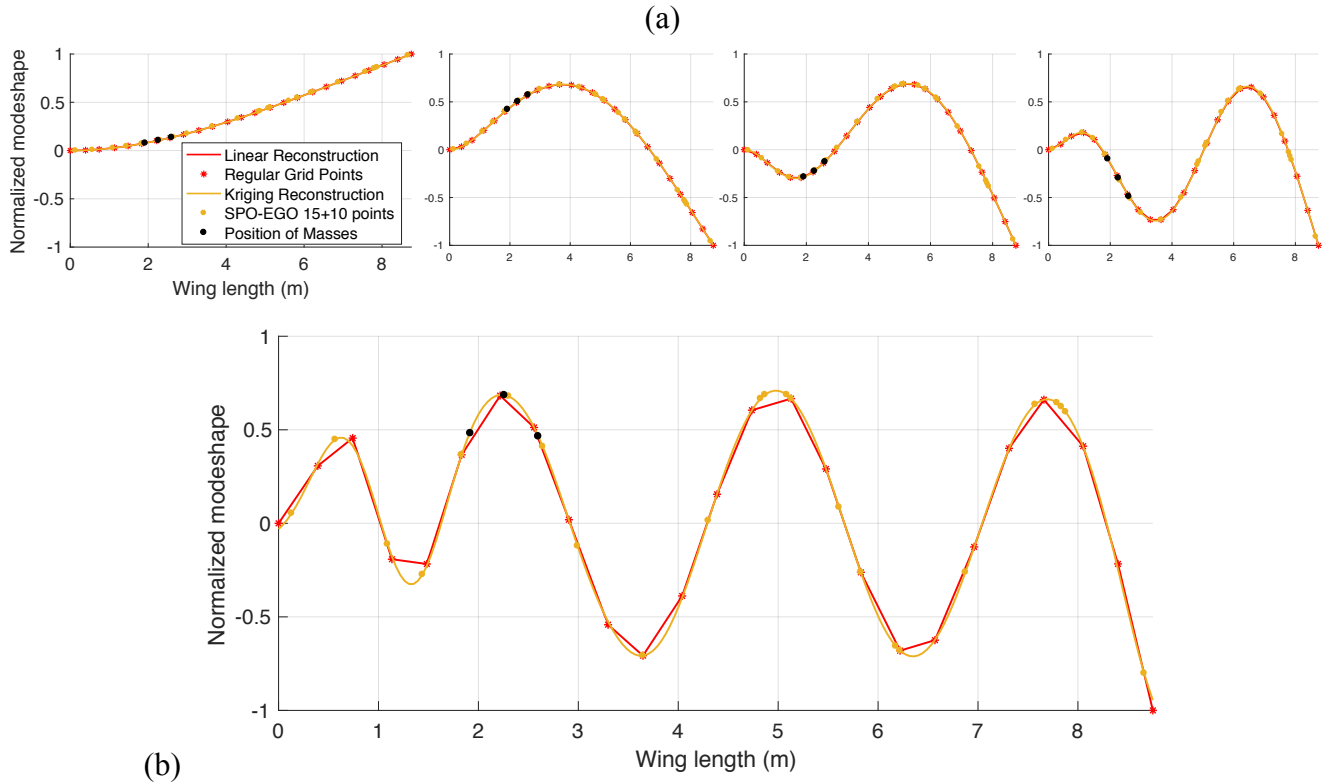 (a)
Normalized modeshape
1
0.5
0
-0.5
-1
0 2 4 6 8
Wing length (m)
Linear Reconstruction
Regular Grid Points
Kriging Reconstruction
SPO-EGO 15+10 points
Position of Masses
1
0.5
0
-0.5
-1
0 2 4 6 8
1
0.5
0
-0.5
-1
0 2 4 6 8
1
0.5
0
-0.5
-1
0 2 4 6 8
Normalized modeshape
1
0.5
0
-0.5
-1
0 1 2 3 4 5 6 7 8
Wing length (m)
(b)